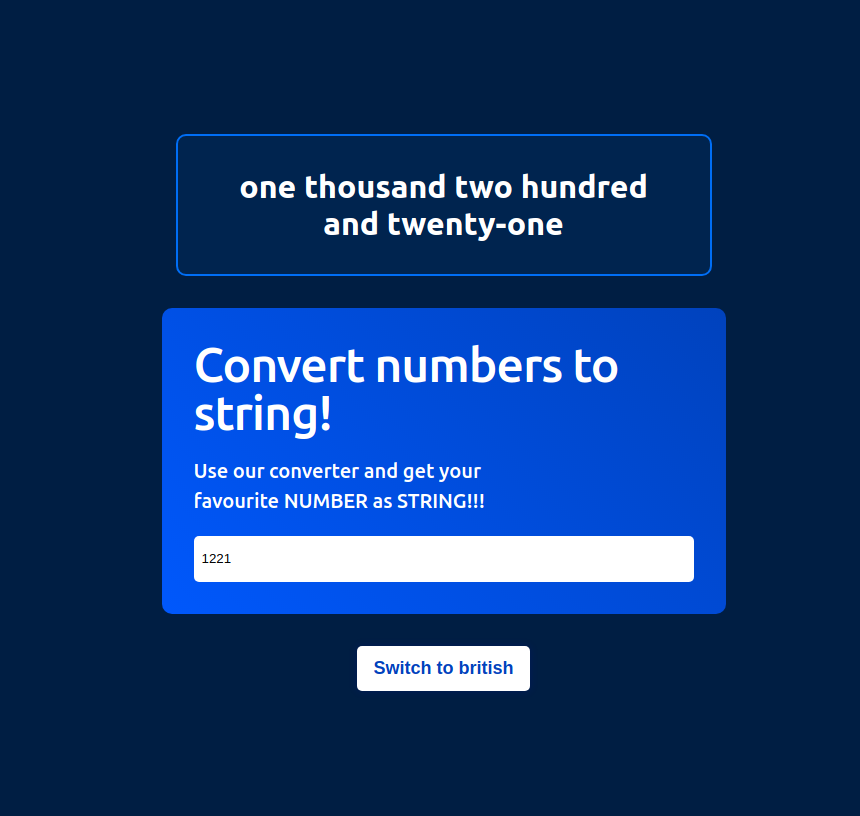 one thousand two hundred
and twenty-one
Convert numbers to
string!
Use our converter and get your
favourite NUMBER as STRING!!!
1221
Switch to british